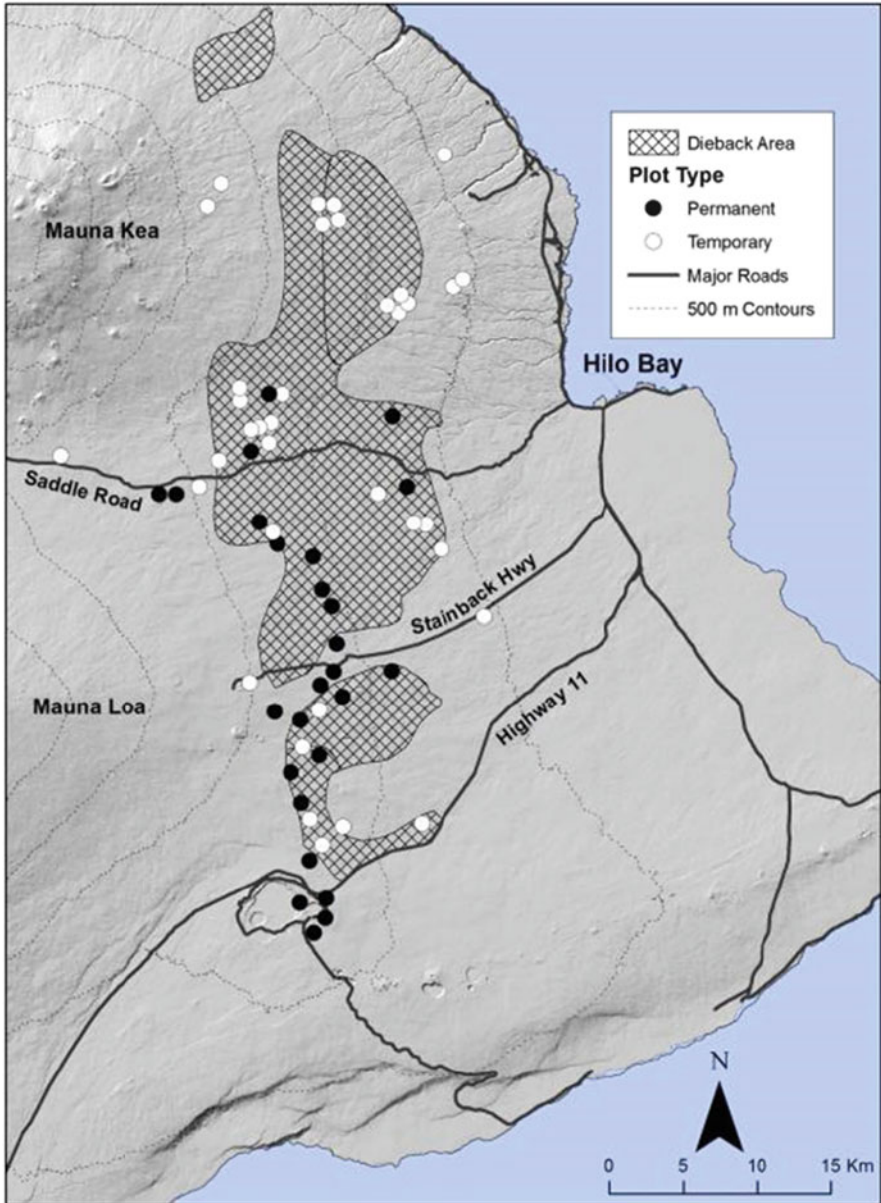 Dieback Area
Plot Type
Permanent
Temporary
Major Roads
500 m Contours
Mauna Kea
Hilo Bay
Saddle Road
Stainback Hwy
Mauna Loa
Highway 11
N
0 5 10 15 Km